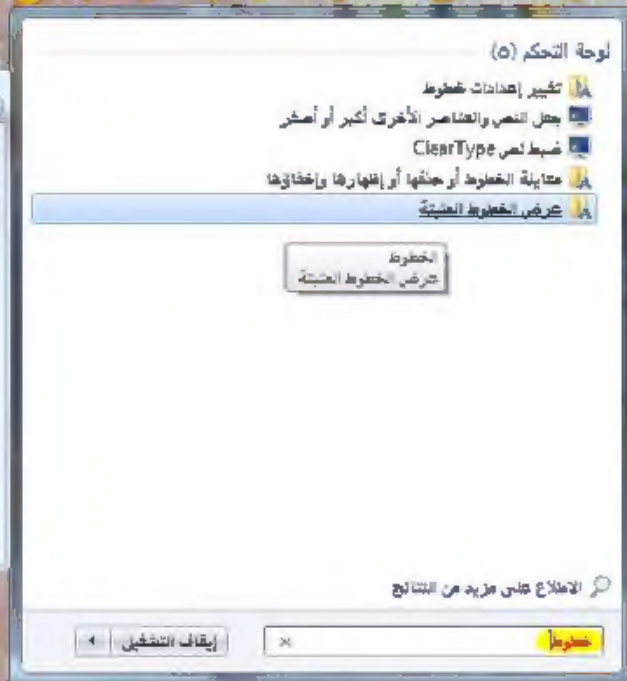 لوحة التحكم (٥)
تغيير إعدادات خطوط
جعل النص والعناصر الأخرى أكبر أو أصغر
ضبط نص ClearType
معاينة الخطوط أو حذفها أو إظهارها وإخفاؤها
عرض الخطوط المثبتة
الخطوط
عرض الخطوط المثبتة
الاطلاع على مزيد من النتائج
خطوط
إيقاف التشغيل